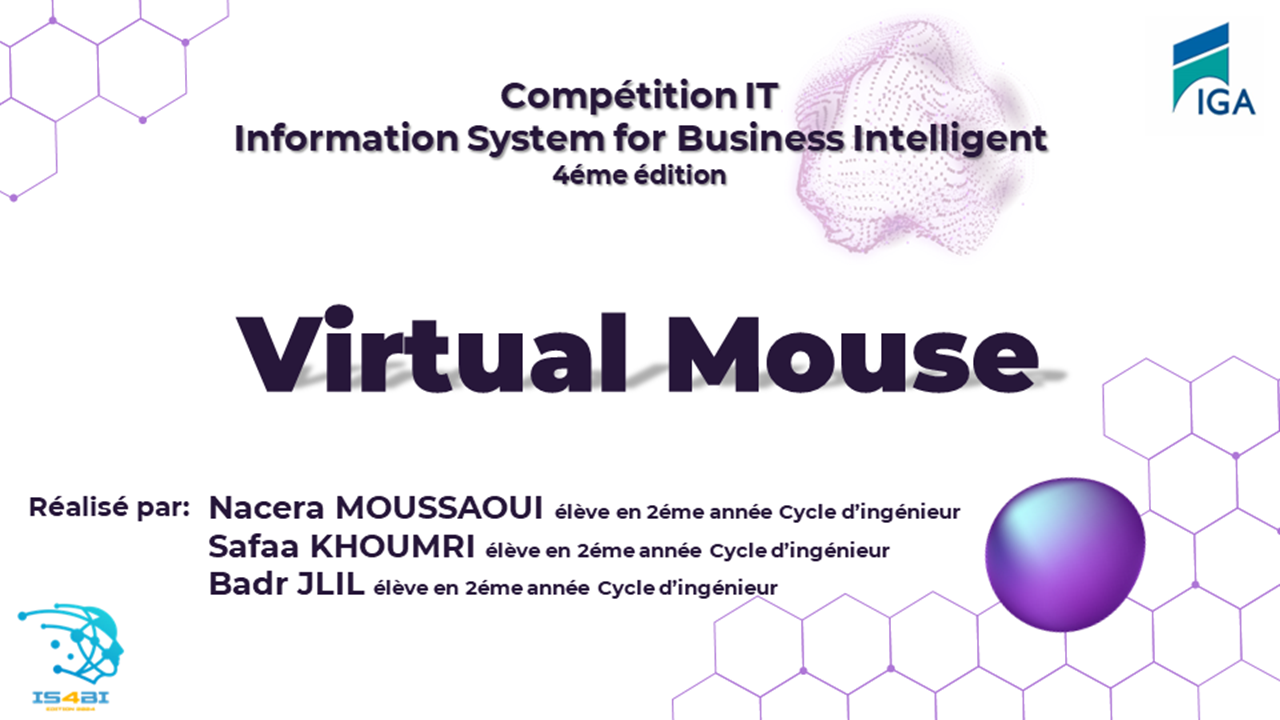 Compétition IT
Information System for Business Intelligent
4éme édition
IGA
Virtual Mouse
Réalisé par: Nacera MOUSSAOUI élève en 2éme année Cycle d’ingénieur
Safaa KHOUMRI élève en 2éme année Cycle d’ingénieur
Badr JLIL élève en 2éme année Cycle d’ingénieur
IS4BI